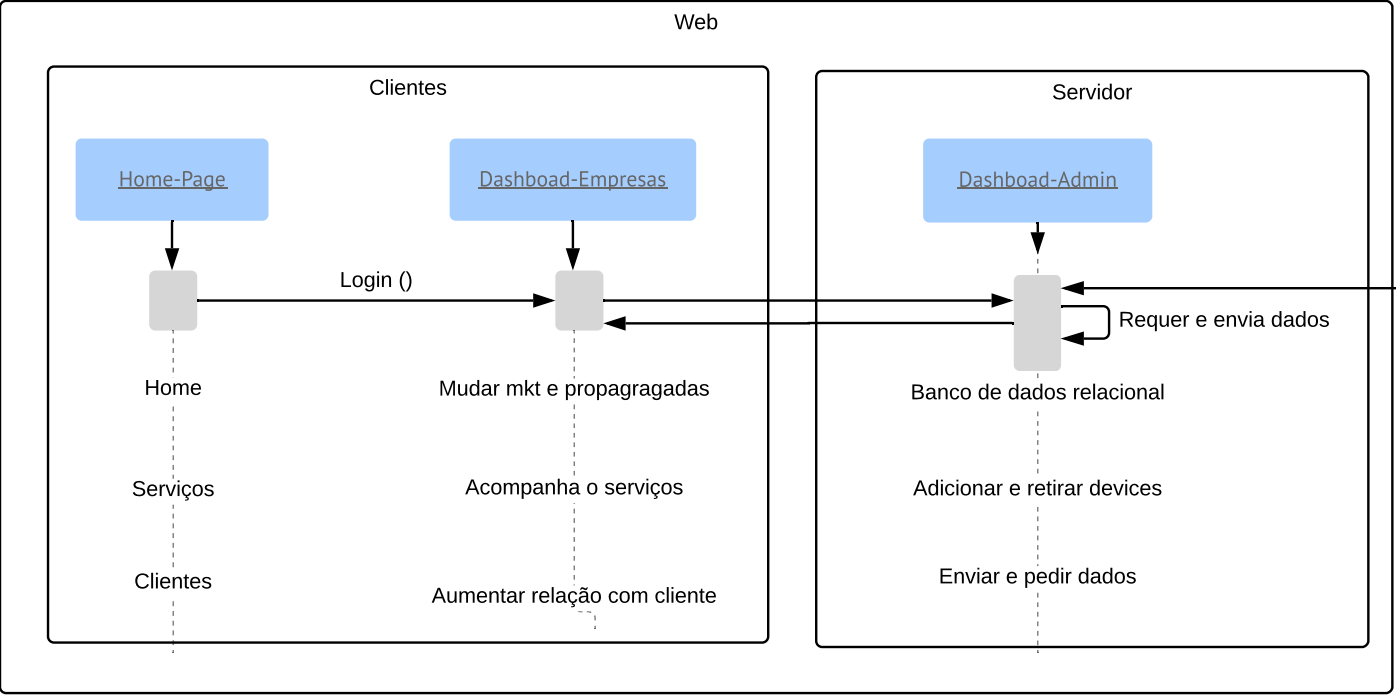 Web
Clientes
Servidor
Home-Page
Dashboad-Empresas
Dashboad-Admin
Login ()
Requer e envia dados
Home
Mudar mkt e propagragadas
Banco de dados relacional
Serviços
Acompanha o serviços
Adicionar e retirar devices
Clientes
Aumentar relação com cliente
Enviar e pedir dados